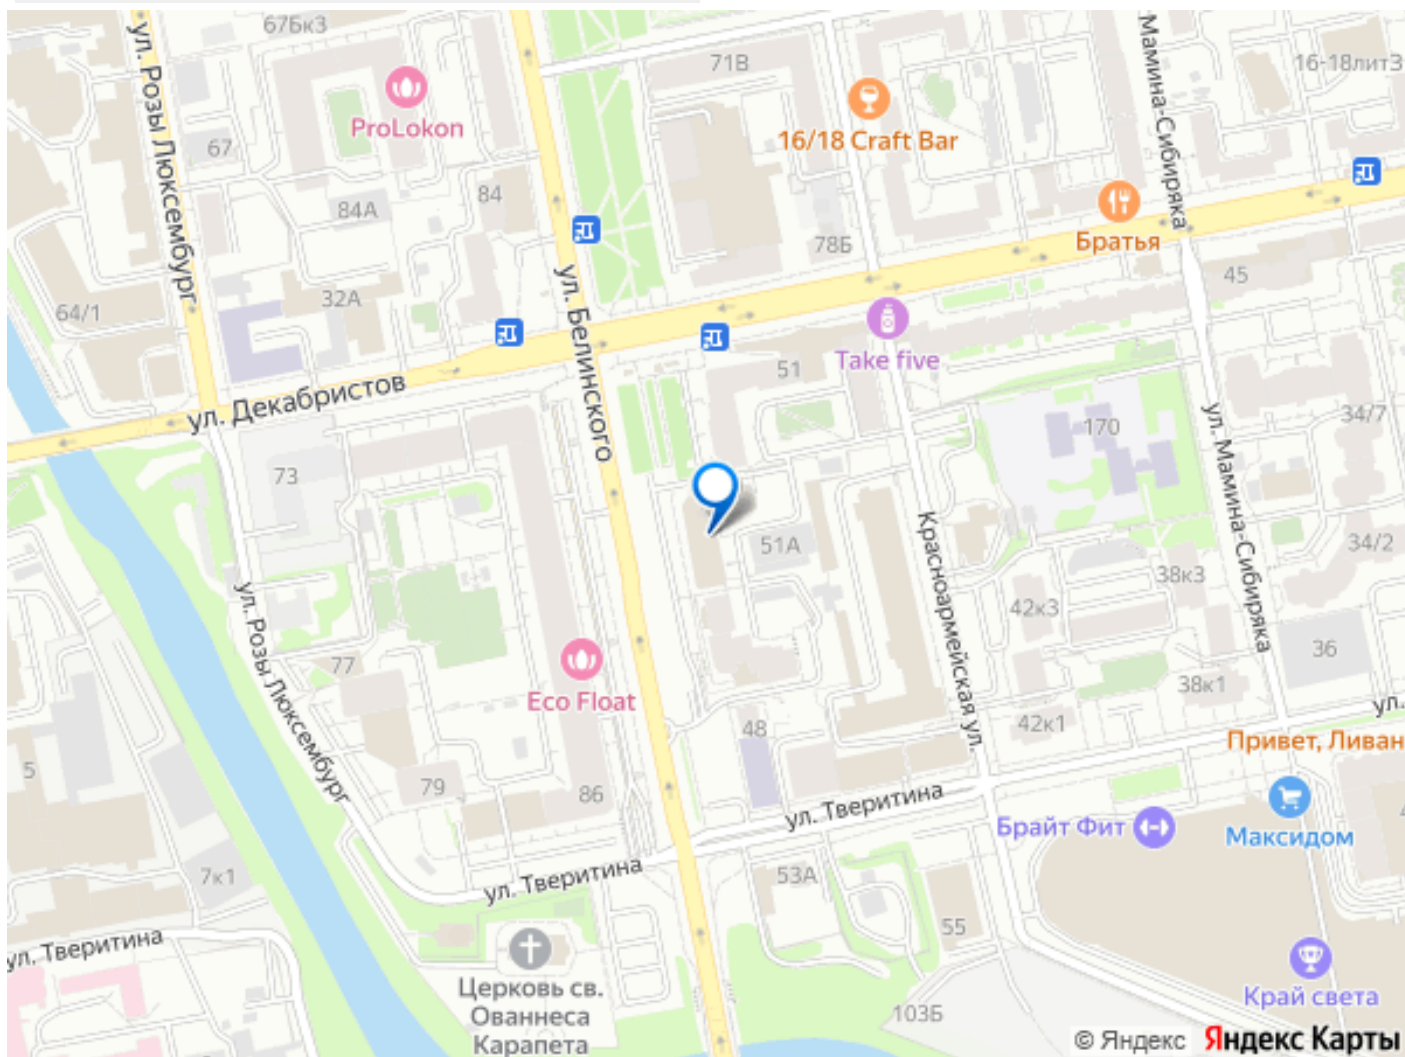 67Бк3
71В
16-18лит3
ProLokon
16/18 Craft Bar
ул. Розы Люксембург
67
84
84А
Мамина-Сибиряка
78Б
Братья
ул. Белинского
64/1
32А
45
Take five
51
ул. Декабристов
170
34/7
73
ул. Мамина-Сибиряка
51А
Красноармейская ул.
34/2
38к3
42к3
ул. Розы Люксембург
77
36
Eco Float
38к1
48
42к1
ул.
Привет, Ливан
5
79
86
ул. Тверитина
Брайт Фит
Максидом
7к1
ул. Тверитина
53А
55
ул. Тверитина
Церковь св.
Ованнеса
Карапета
Край света
103Б
© Яндекс Яндекс Карты